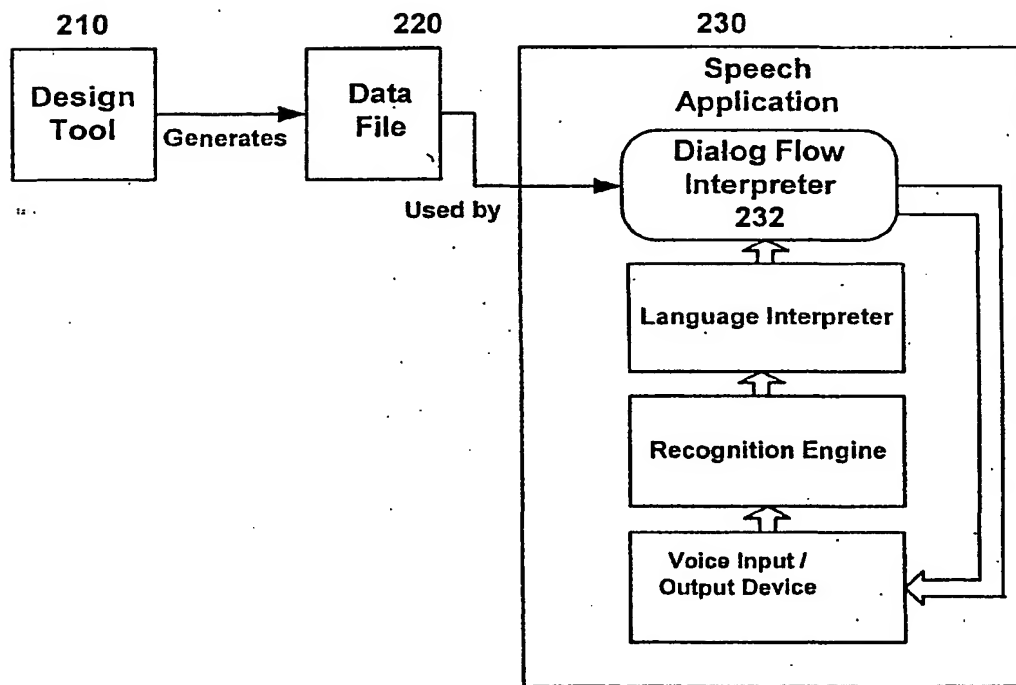 210
220
230
Design
Tool
Generates
Data
File
Used by
Speech
Application
Dialog Flow
Interpreter
232
Language Interpreter
Recognition Engine
Voice Input /
Output Device